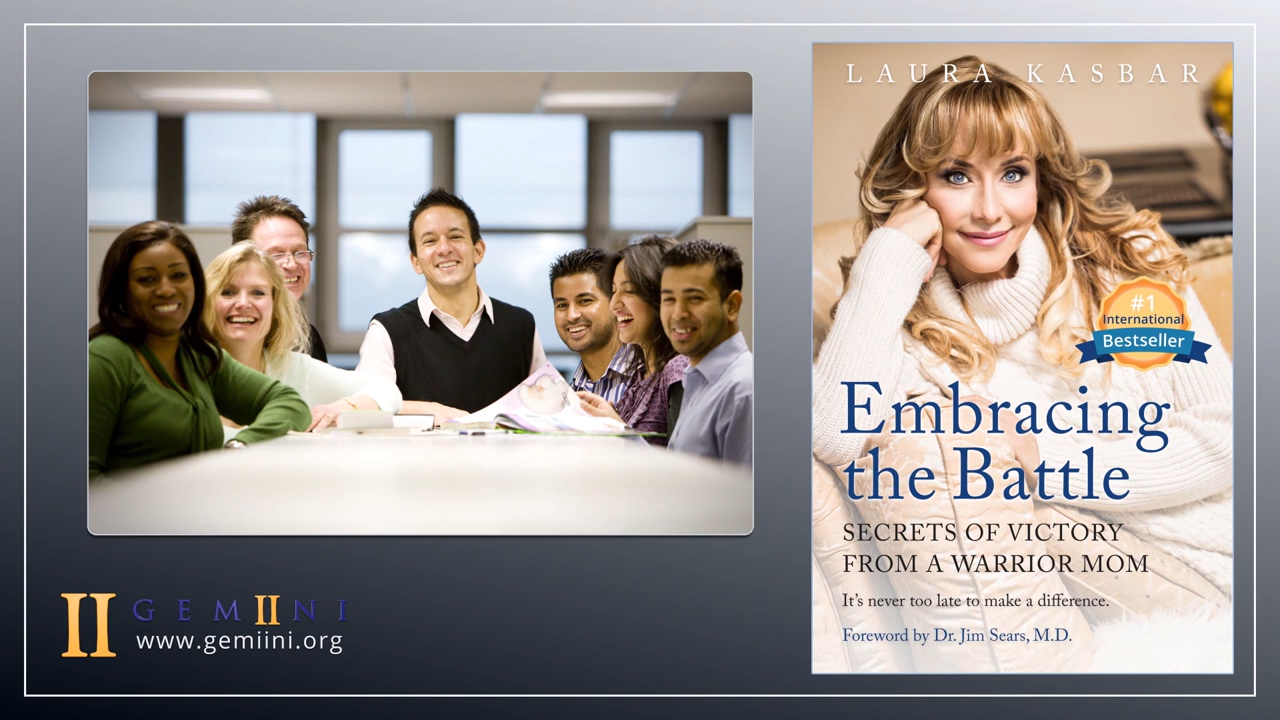 II GEMIINI
www.gemiini.org
LAURA KASBAR
#1
International
Bestseller
Embracing
the Battle
SECRETS OF VICTORY
FROM A WARRIOR MOM
It's never too late to make a difference.
Foreword by Dr. Jim Sears, M.D.